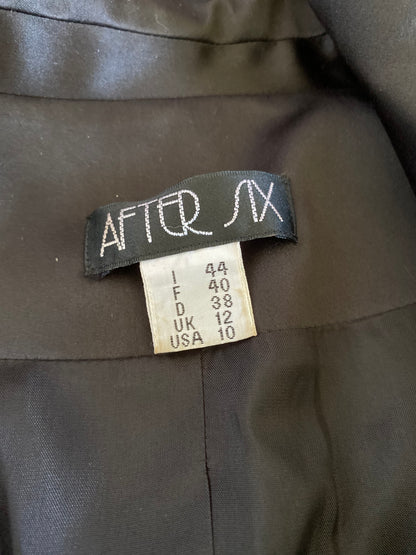 AFTER SIX
I 44
F 40
D 38
UK 12
USA 10